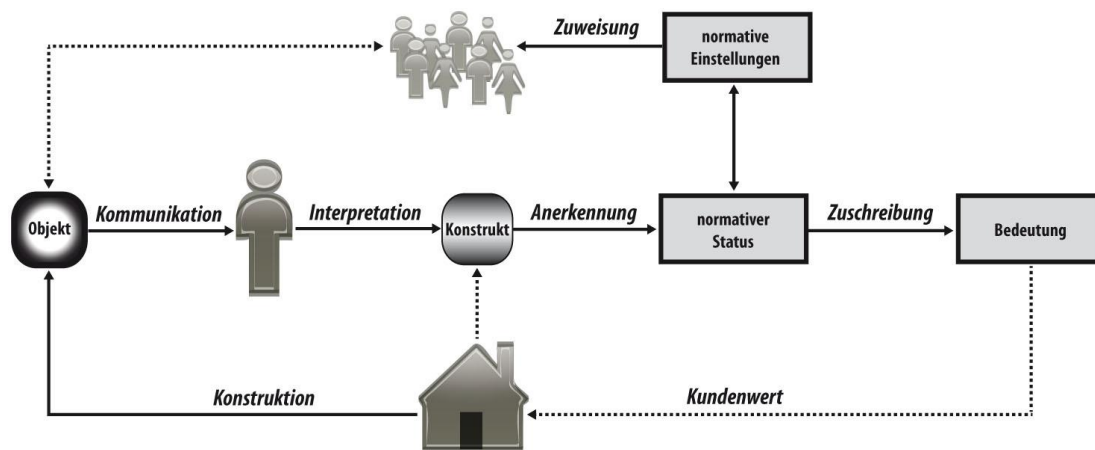 Zuweisung
normative
Einstellungen
Objekt
Kommunikation
Interpretation
Konstrukt
Anerkennung
normativer
Status
Zuschreibung
Bedeutung
Konstruktion
Kundenwert